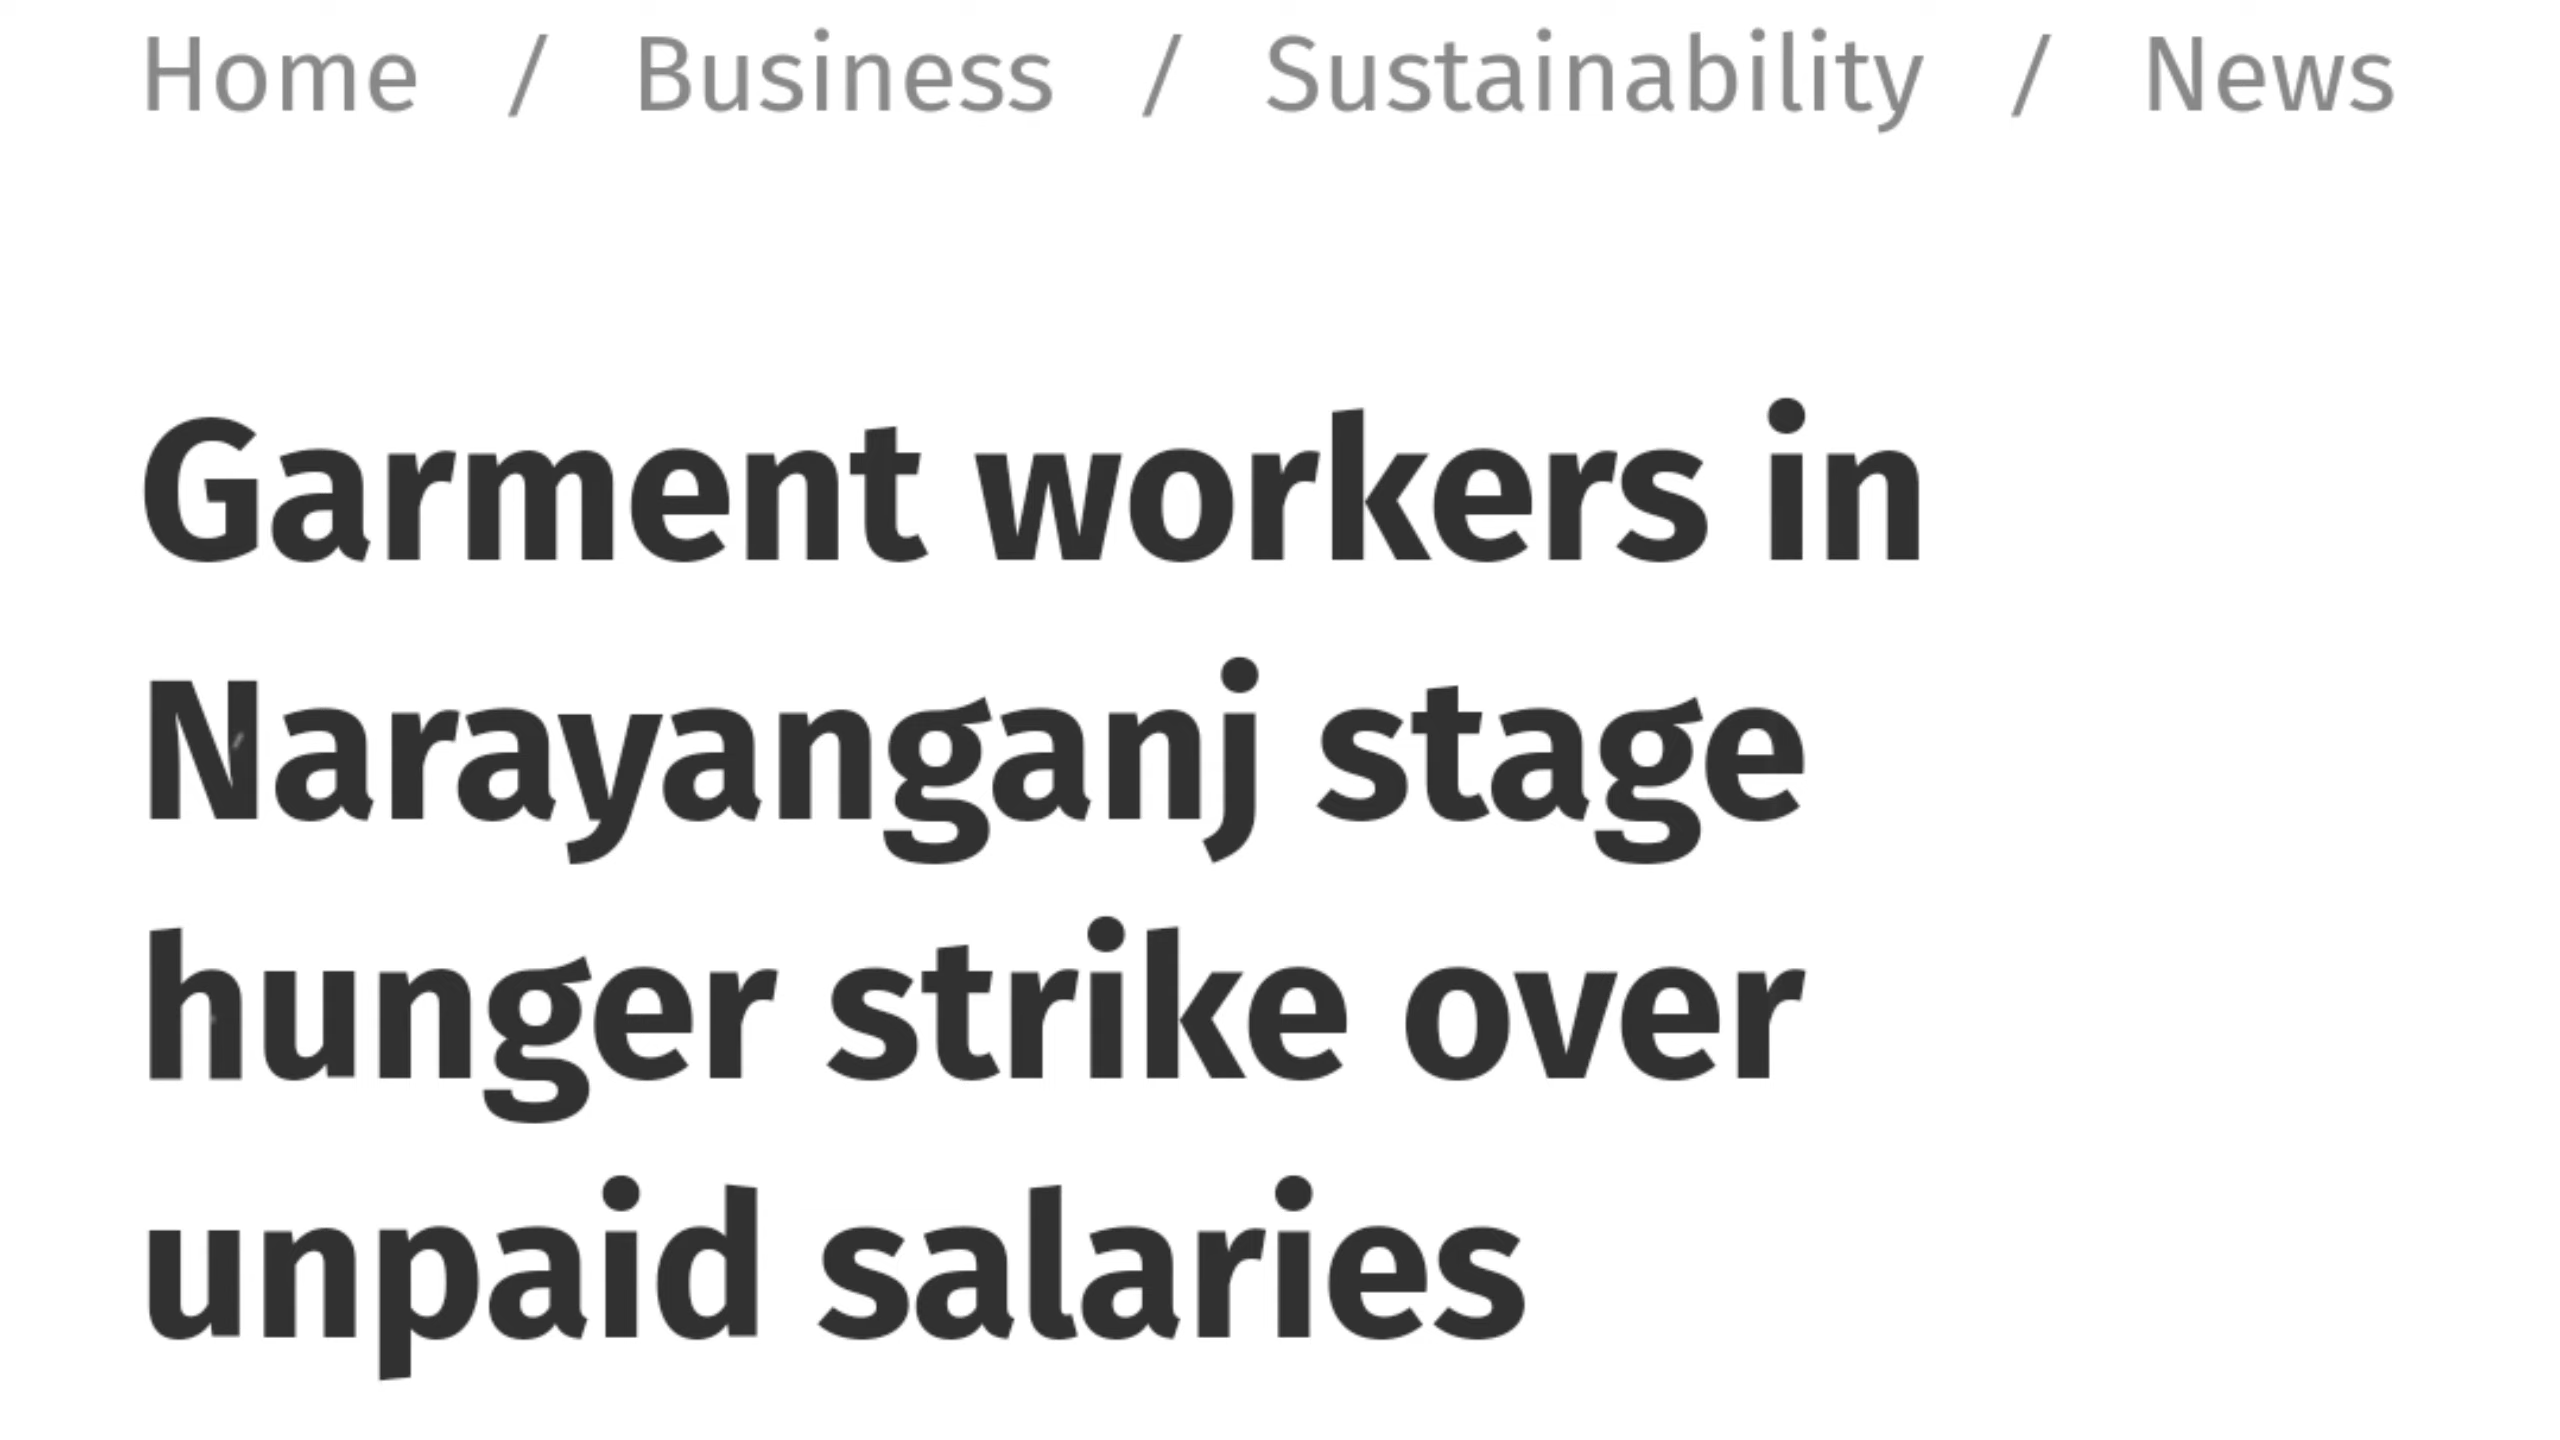 Home / Business / Sustainability / News
Garment workers in
Narayanganj stage
hunger strike over
unpaid salaries